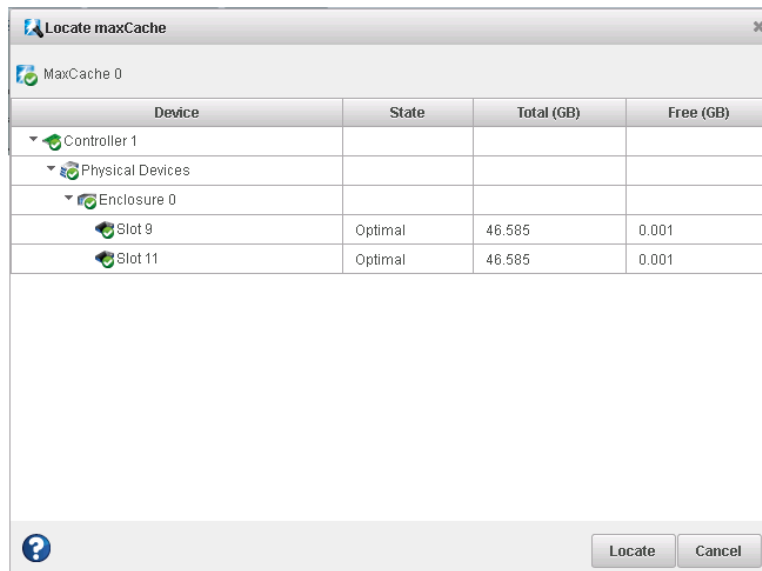 Locate maxCache
MaxCache 0
Device State Total (GB) Free (GB)
Controller 1
Physical Devices
Enclosure 0
Slot 9 Optimal 46.585 0.001
Slot 11 Optimal 46.585 0.001
? Locate Cancel